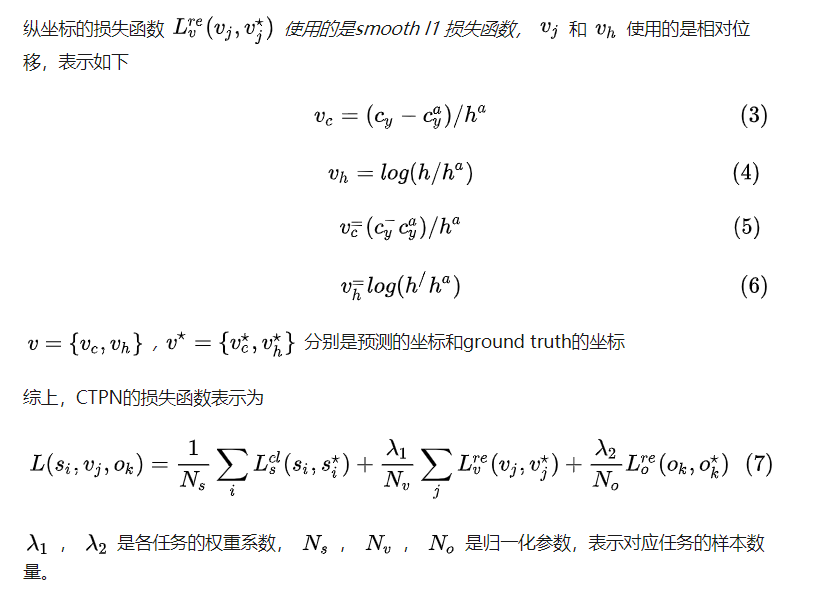 纵坐标的损失函数 $L_v^{re}(v_j, v_j^{\star})$ 使用的是smooth l1 损失函数， $v_j$ 和 $v_h$ 使用的是相对位
移，表示如下
$v_c = (c_y - c_y^a)/h^a$ (3)
$v_h = log(h/h^a)$ (4)
$v_c^= (c_y^- c_y^a)/h^a$ (5)
$v_h^= log(h^/ h^a)$ (6)
$v = \{v_c, v_h\}$ ，$v^{\star} = \{v_c^{\star}, v_h^{\star}\}$ 分别是预测的坐标和ground truth的坐标
综上，CTPN的损失函数表示为
$L(s_i, v_j, o_k) = \frac{1}{N_s} \sum_i L_s^{cl}(s_i, s_i^{\star}) + \frac{\lambda_1}{N_v} \sum_j L_v^{re}(v_j, v_j^{\star}) + \frac{\lambda_2}{N_o} L_o^{re}(o_k, o_k^{\star})$ (7)
$\lambda_1$ ， $\lambda_2$ 是各任务的权重系数， $N_s$ ， $N_v$ ， $N_o$ 是归一化参数，表示对应任务的样本数
量。